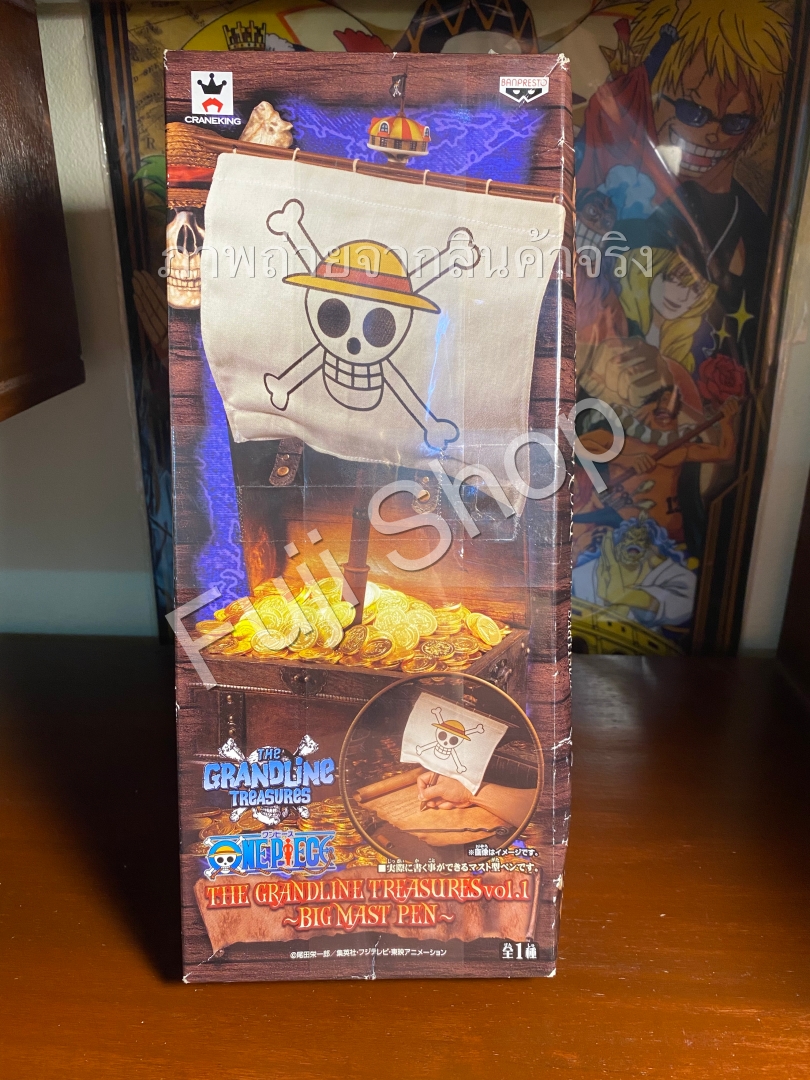 CRANEKING
BANPRESTO
ภาพถ่ายจากสินค้าจริง
Fuji Shop
THE
GRANDLINE
TREASURES
ワンピース
ONE PIECE
※画像はイメージです。
■実際に書く事ができるマスト型ペンです。
THE GRANDLINE TREASURES vol.1
~BIG MAST PEN~
©尾田栄一郎/集英社・フジテレビ・東映アニメーション
全1種